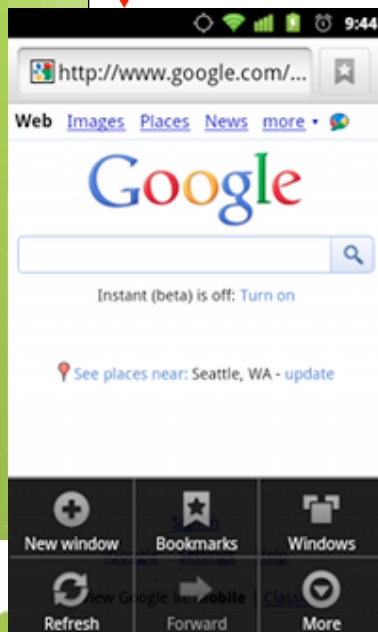 9:44
http://www.google.com/...
Web Images Places News more
Google
Instant (beta) is off: Turn on
See places near: Seattle, WA - update
New window Bookmarks Windows
Refresh Forward More